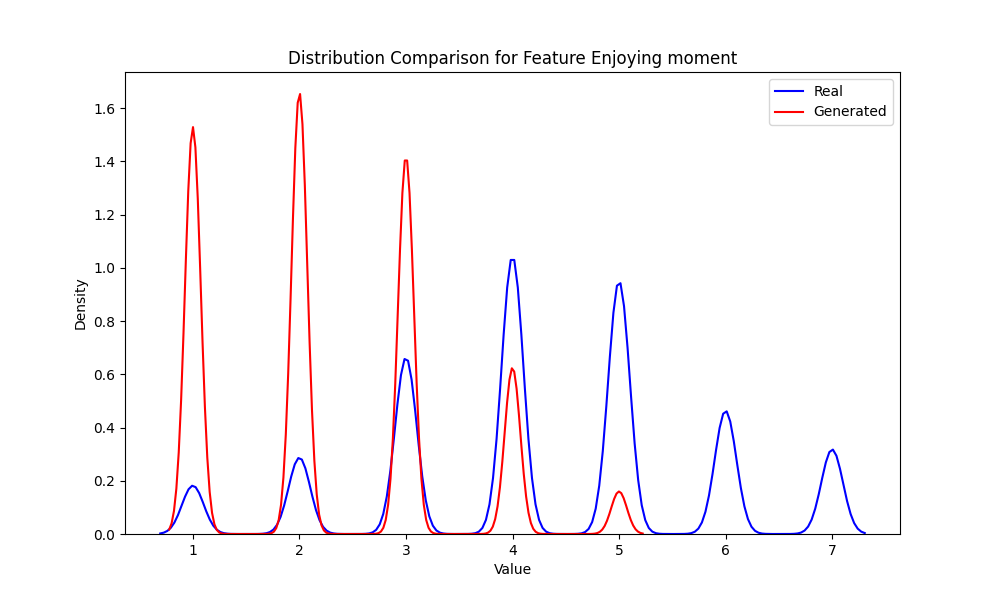 Distribution Comparison for Feature Enjoying moment
Real
Generated
Density
1.6
1.4
1.2
1.0
0.8
0.6
0.4
0.2
0.0
1 2 3 4 5 6 7
Value